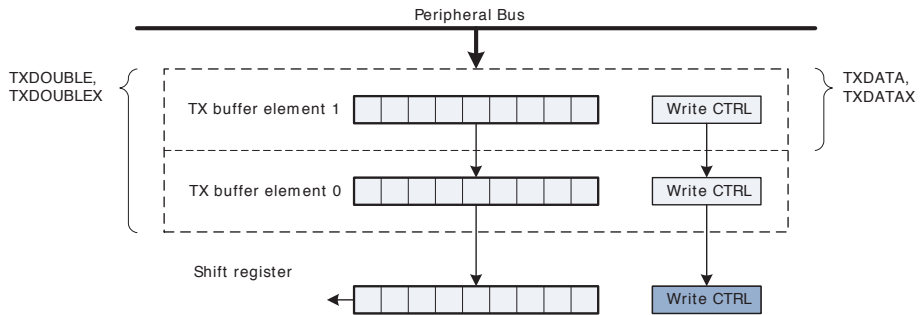 Peripheral Bus
TXDOUBLE,
TXDOUBLEX
TXDATA,
TXDATAX
TX buffer element 1
Write CTRL
TX buffer element 0
Write CTRL
Shift register
Write CTRL